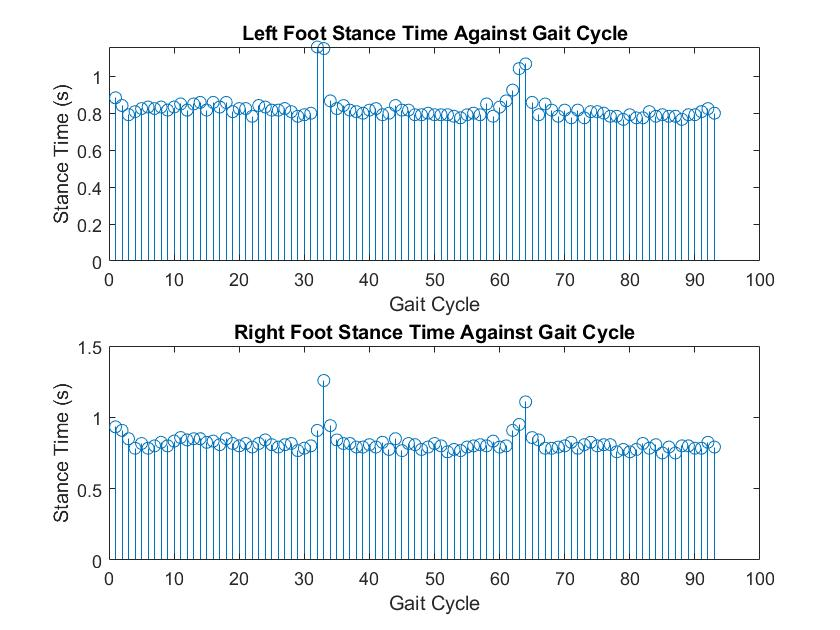 Left Foot Stance Time Against Gait Cycle
Stance Time (s)
1
0.8
0.6
0.4
0.2
0
0 10 20 30 40 50 60 70 80 90 100
Gait Cycle
Right Foot Stance Time Against Gait Cycle
Stance Time (s)
1.5
1
0.5
0
0 10 20 30 40 50 60 70 80 90 100
Gait Cycle